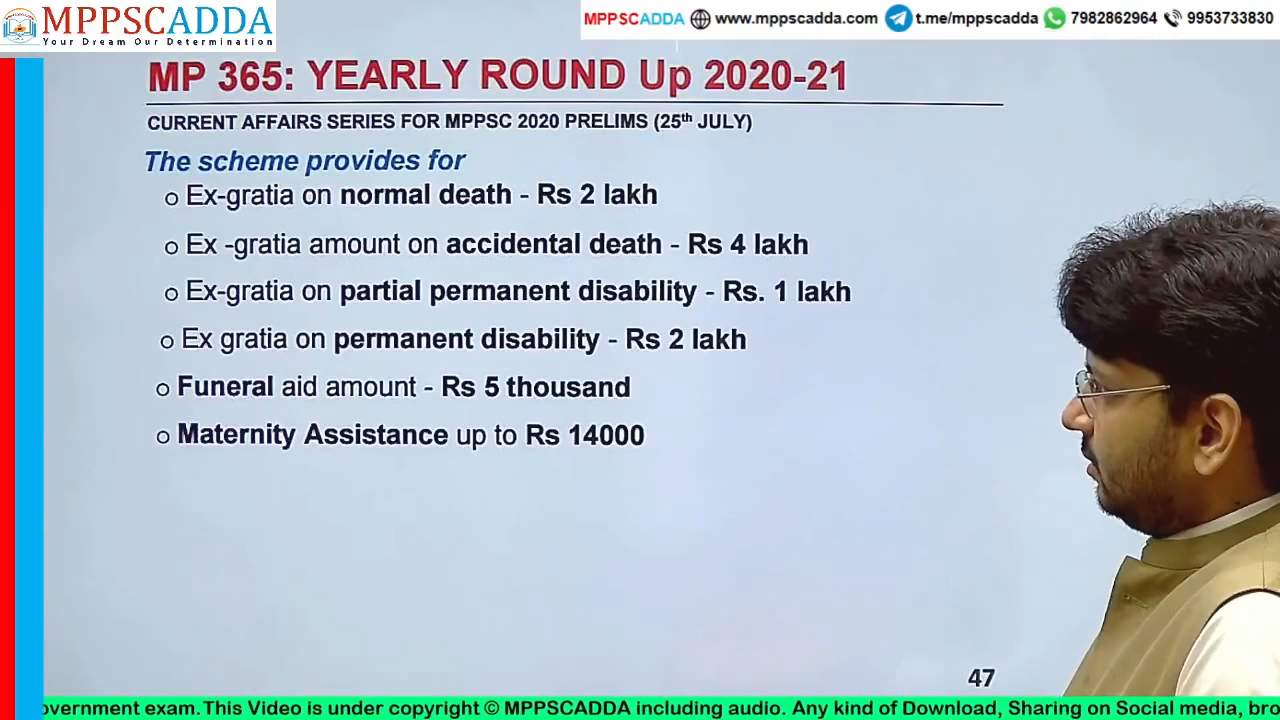 MPPSCADDA
Your Dream Our Determination
MPPSCADDA www.mppscadda.com t.me/mppscadda 7982862964 9953733830
MP 365: YEARLY ROUND Up 2020-21
CURRENT AFFAIRS SERIES FOR MPPSC 2020 PRELIMS (25th JULY)
The scheme provides for
o Ex-gratia on normal death - Rs 2 lakh
o Ex -gratia amount on accidental death - Rs 4 lakh
o Ex-gratia on partial permanent disability - Rs. 1 lakh
o Ex gratia on permanent disability - Rs 2 lakh
o Funeral aid amount - Rs 5 thousand
o Maternity Assistance up to Rs 14000
47
overnment exam. This Video is under copyright © MPPSCADDA including audio. Any kind of Download, Sharing on Social media, bro